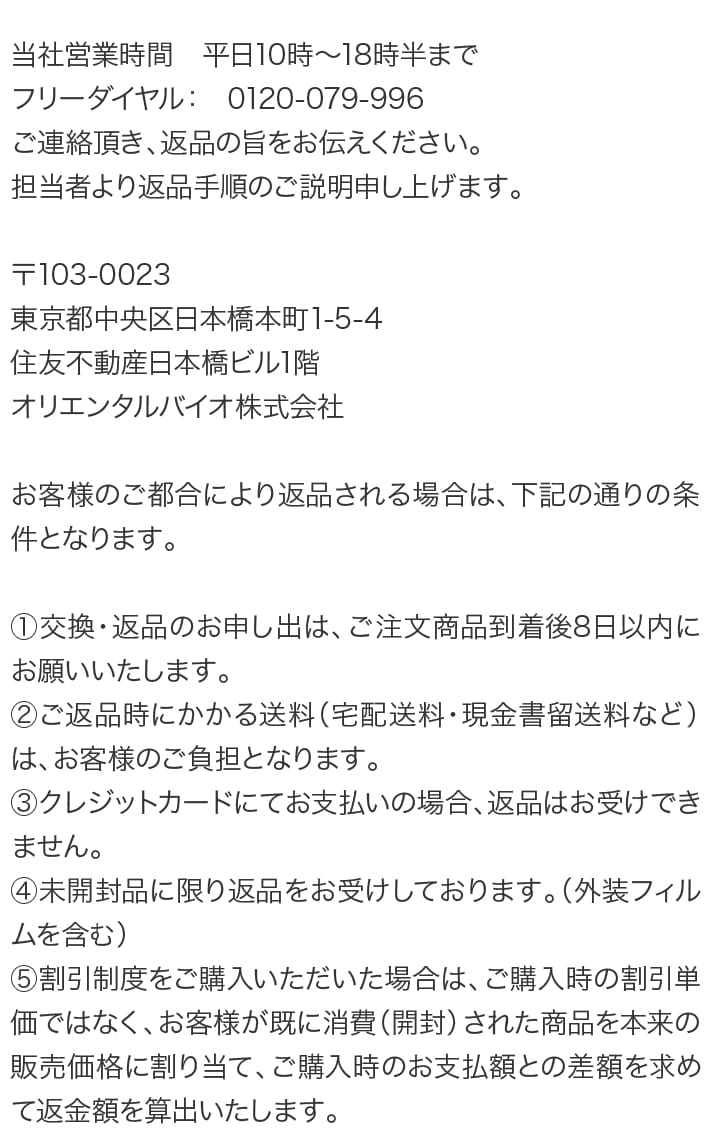 当社営業時間　平日10時～18時半まで
フリーダイヤル：　0120-079-996
ご連絡頂き、返品の旨をお伝えください。
担当者より返品手順のご説明申し上げます。
〒103-0023
東京都中央区日本橋本町1-5-4
住友不動産日本橋ビル1階
オリエンタルバイオ株式会社
お客様のご都合により返品される場合は、下記の通りの条
件となります。
①交換・返品のお申し出は、ご注文商品到着後8日以内に
お願いいたします。
②ご返品時にかかる送料（宅配送料・現金書留送料など）
は、お客様のご負担となります。
③クレジットカードにてお支払いの場合、返品はお受けでき
ません。
④未開封品に限り返品をお受けしております。（外装フィル
ムを含む）
⑤割引制度をご購入いただいた場合は、ご購入時の割引単
価ではなく、お客様が既に消費（開封）された商品を本来の
販売価格に割り当て、ご購入時のお支払額との差額を求め
て返金額を算出いたします。